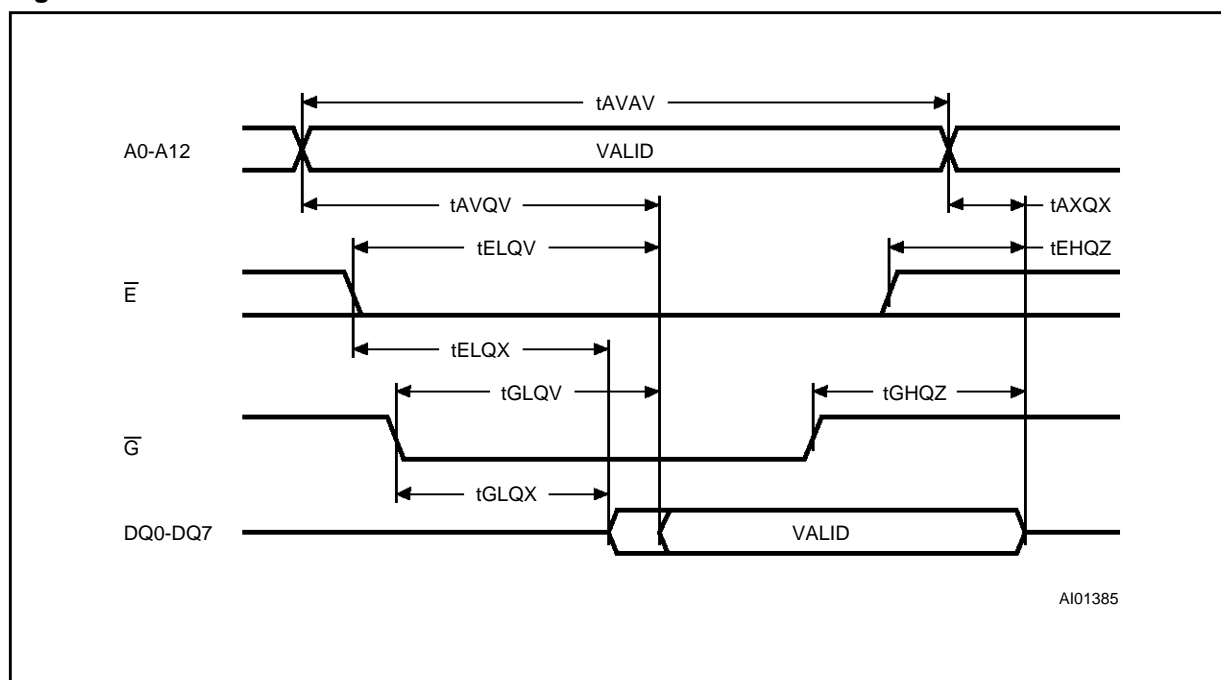 tAVAV
A0-A12
VALID
tAVQV
tAXQX
tELQV
tEHQZ
E
tELQX
tGLQV
tGHQZ
G
tGLQX
DQ0-DQ7
VALID
AI01385